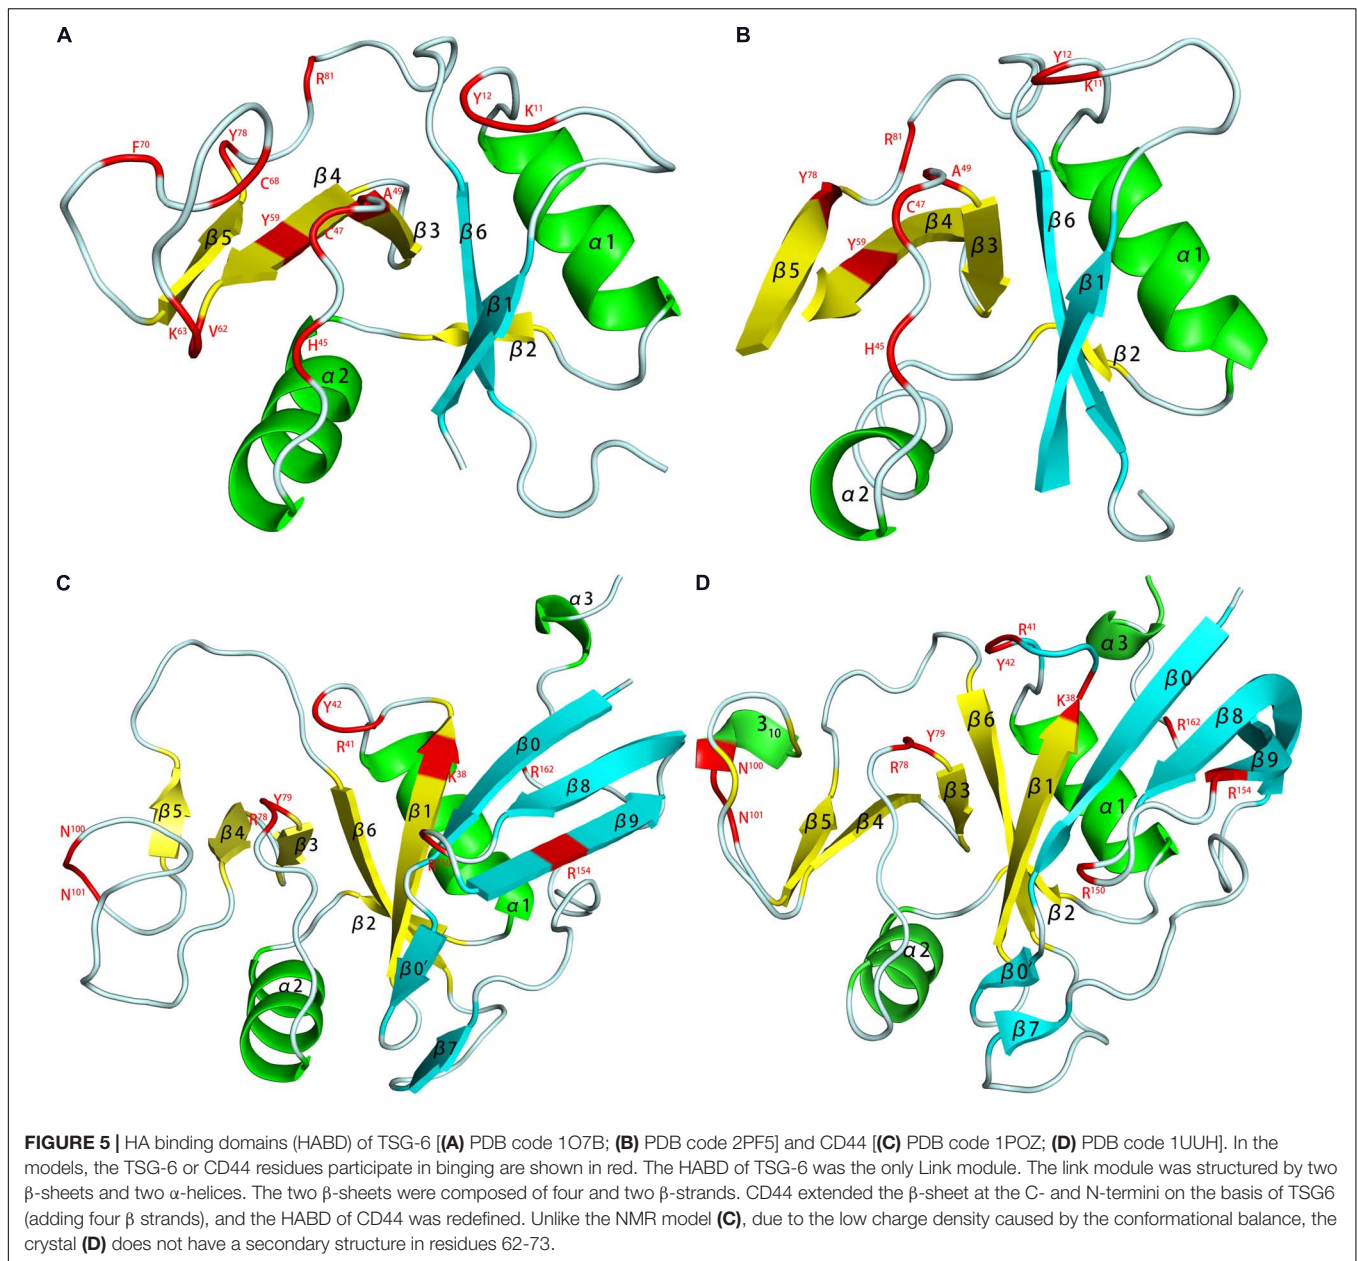 A
R⁸¹
Y¹²
K¹¹
F⁷⁰
Y⁷⁸
C⁶⁸
β4
A⁴⁹
Y⁵⁹
C⁴⁷
β5
β3
β6
α1
β1
K⁶³
V⁶²
H⁴⁵
β2
α2
B
Y¹²
K¹¹
R⁸¹
Y⁷⁸
A⁴⁹
C⁴⁷
β4
β6
Y⁵⁹
β3
α1
β5
β1
H⁴⁵
β2
α2
C
α3
Y⁴²
R⁴¹
β0
R¹⁶²
K³⁸
β8
β5
Y⁷⁹
β1
R⁷⁸
N¹⁰⁰
β4
β6
β9
β3
R¹⁵⁴
N¹⁰¹
α1
β2
β0'
α2
β7
D
R⁴¹
Y⁴²
α3
β0
K³⁸
β6
β8
3₁₀
R¹⁶²
Y⁷⁹
N¹⁰⁰
R⁷⁸
β9
β3
β1
R¹⁵⁴
N¹⁰¹
β5
β4
α1
R¹⁵⁰
β2
α2
β0'
β7
FIGURE 5 | HA binding domains (HABD) of TSG-6 [(A) PDB code 1O7B; (B) PDB code 2PF5] and CD44 [(C) PDB code 1POZ; (D) PDB code 1UUH]. In the
models, the TSG-6 or CD44 residues participate in binging are shown in red. The HABD of TSG-6 was the only Link module. The link module was structured by two
β-sheets and two α-helices. The two β-sheets were composed of four and two β-strands. CD44 extended the β-sheet at the C- and N-termini on the basis of TSG6
(adding four β strands), and the HABD of CD44 was redefined. Unlike the NMR model (C), due to the low charge density caused by the conformational balance, the
crystal (D) does not have a secondary structure in residues 62-73.